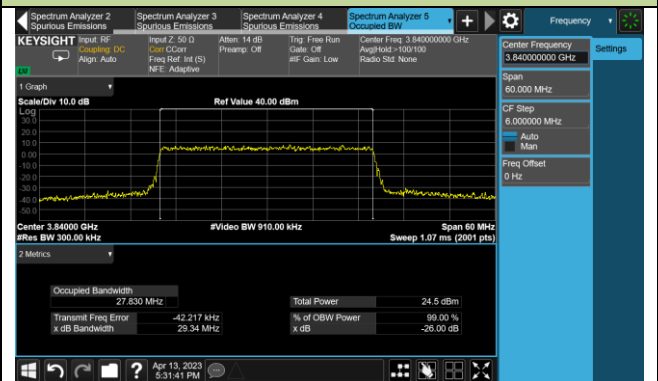 Spectrum Analyzer 2
Spurious Emissions
Spectrum Analyzer 3
Spurious Emissions
Spectrum Analyzer 4
Spurious Emissions
Spectrum Analyzer 5
Occupied BW
Frequency
KEYSIGHT
Input: RF
Coupling: DC
Align: Auto
Input Z: 50 Ω
Corr CCorr
Freq Ref: Int (S)
NFE: Adaptive
Atten: 14 dB
Preamp: Off
Trig: Free Run
Gate: Off
#IF Gain: Low
Center Freq: 3.840000000 GHz
Avg|Hold:>100/100
Radio Std: None
Center Frequency
3.840000000 GHz
Settings
Span
60.000 MHz
CF Step
6.000000 MHz
Auto
Man
Freq Offset
0 Hz
1 Graph
Scale/Div 10.0 dB
Ref Value 40.00 dBm
Log
30.0
20.0
10.0
0.00
-10.0
-20.0
-30.0
-40.0
-50.0
Center 3.84000 GHz
#Video BW 910.00 kHz
Span 60 MHz
#Res BW 300.00 kHz
Sweep 1.07 ms (2001 pts)
2 Metrics
Occupied Bandwidth
27.830 MHz
Total Power
24.5 dBm
Transmit Freq Error
-42.217 kHz
% of OBW Power
99.00 %
x dB Bandwidth
29.34 MHz
x dB
-26.00 dB
Apr 13, 2023
5:31:41 PM